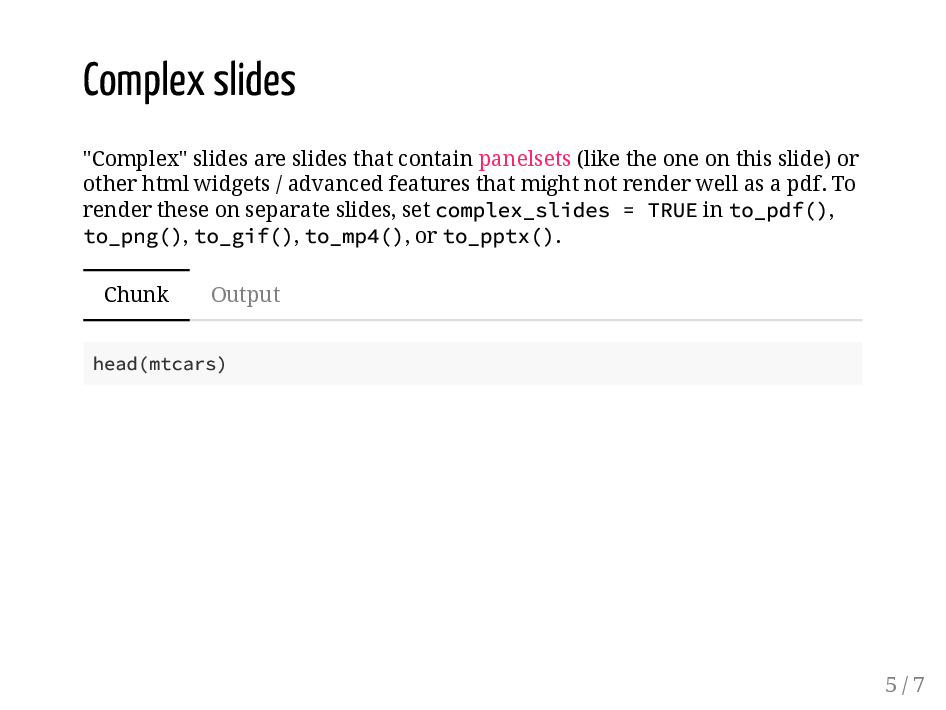 Complex slides
"Complex" slides are slides that contain panelsets (like the one on this slide) or
other html widgets / advanced features that might not render well as a pdf. To
render these on separate slides, set complex_slides = TRUE in to_pdf(),
to_png(), to_gif(), to_mp4(), or to_pptx().
Chunk Output
head(mtcars)
5 / 7